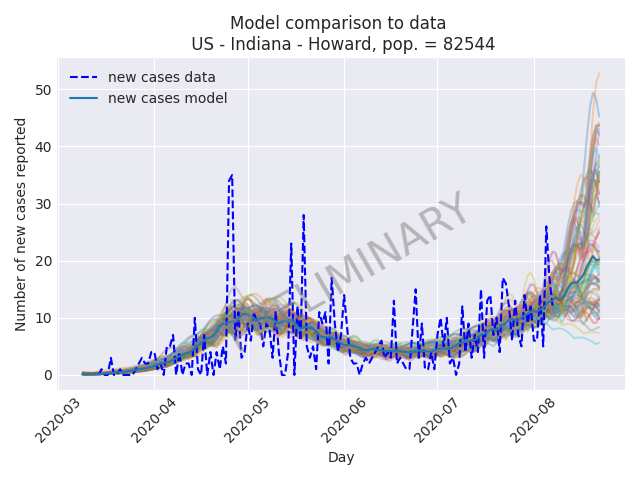 Model comparison to data
US - Indiana - Howard, pop. = 82544
new cases data
new cases model
Number of new cases reported
50
40
30
20
10
0
LIMINARY
2020-03
2020-04
2020-05
2020-06
2020-07
2020-08
Day